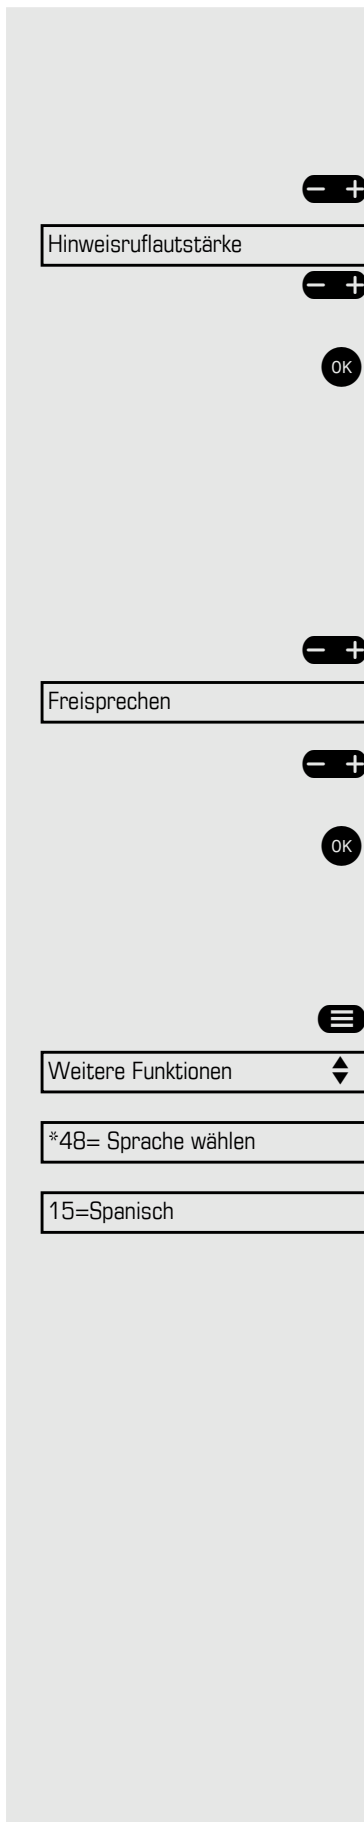 − +
Hinweisruflautstärke
− +
OK
− +
Freisprechen
− +
OK
Weitere Funktionen
*48= Sprache wählen
15=Spanisch